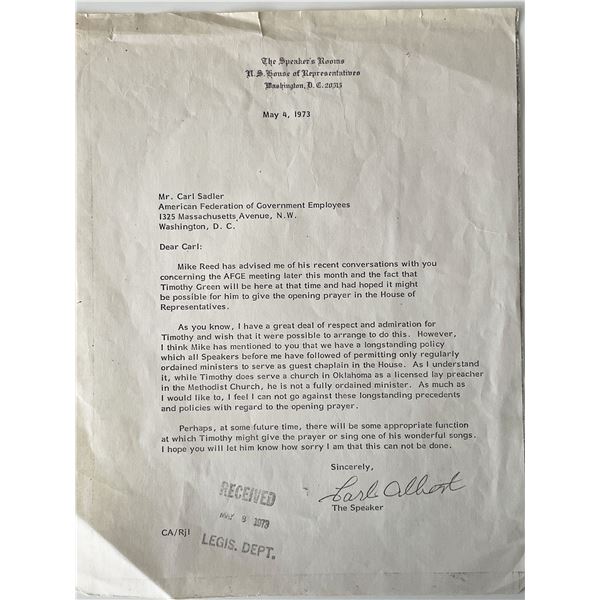 The Speaker's Rooms
U.S. House of Representatives
Washington, D. C. 20515
May 4, 1973
Mr. Carl Sadler
American Federation of Government Employees
1325 Massachusetts Avenue, N.W.
Washington, D. C.
Dear Carl:
Mike Reed has advised me of his recent conversations with you
concerning the AFGE meeting later this month and the fact that
Timothy Green will be here at that time and had hoped it might
be possible for him to give the opening prayer in the House of
Representatives.
As you know, I have a great deal of respect and admiration for
Timothy and wish that it were possible to arrange to do this. However,
I think Mike has mentioned to you that we have a longstanding policy
which all Speakers before me have followed of permitting only regularly
ordained ministers to serve as guest chaplain in the House. As I understand
it, while Timothy does serve a church in Oklahoma as a licensed lay preacher
in the Methodist Church, he is not a fully ordained minister. As much as
I would like to, I feel I can not go against these longstanding precedents
and policies with regard to the opening prayer.
Perhaps, at some future time, there will be some appropriate function
at which Timothy might give the prayer or sing one of his wonderful songs.
I hope you will let him know how sorry I am that this can not be done.
Sincerely,
Carl Albert
The Speaker
RECEIVED
MAY 8 1973
LEGIS. DEPT.
CA/Rjl